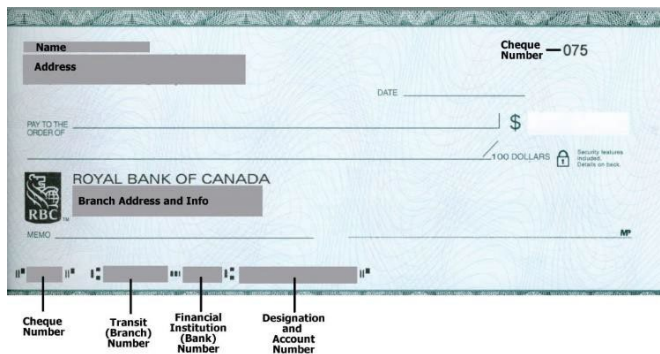 Name
Address
Cheque
Number
075
DATE
PAY TO THE
ORDER OF
$
/100 DOLLARS
Security features
included.
Details on back.
RBC
TM
ROYAL BANK OF CANADA
Branch Address and Info
MEMO
MP
Cheque
Number
Transit
(Branch)
Number
Financial
Institution
(Bank)
Number
Designation
and
Account
Number